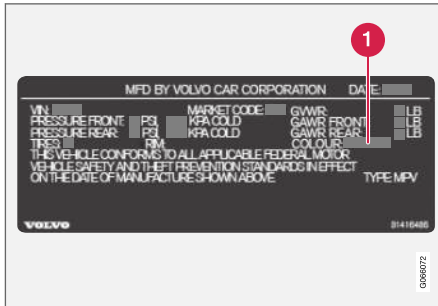 1
MFD BY VOLVO CAR CORPORATION DATE:
VIN: MARKET CODE: GVWR: LB
PRESSURE FRONT: PSI, KPA COLD GAWR FRONT: LB
PRESSURE REAR: PSI, KPA COLD GAWR REAR: LB
TIRES: RIM: COLOUR:
THIS VEHICLE CONFORMS TO ALL APPLICABLE FEDERAL MOTOR
VEHICLE SAFETY AND THEFT PREVENTION STANDARDS IN EFFECT
ON THE DATE OF MANUFACTURE SHOWN ABOVE. TYPE: MPV
VOLVO 31416486
G066072